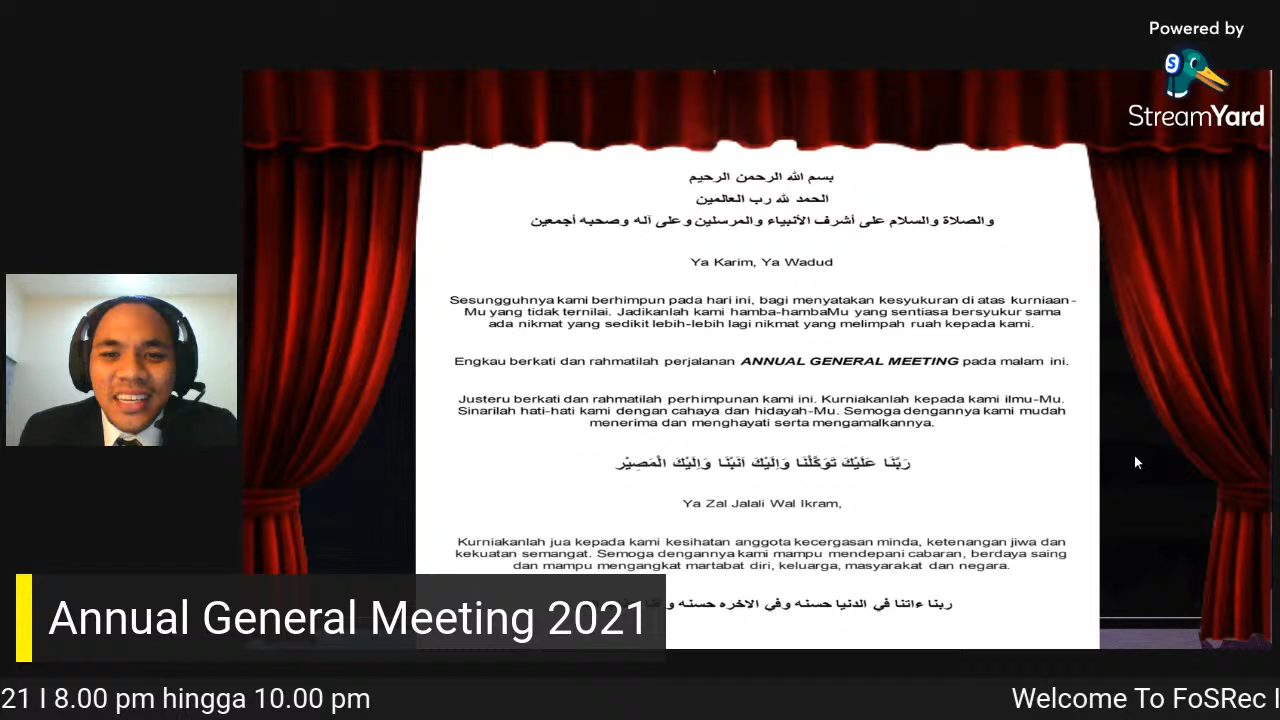 Powered by
StreamYard
بسم الله الرحمن الرحيم
الحمد لله رب العالمين
والصلاة والسلام على أشرف الأنبياء والمرسلين وعلى آله وصحبه أجمعين
Ya Karim, Ya Wadud
Sesungguhnya kami berhimpun pada hari ini, bagi menyatakan kesyukuran di atas kurniaan-
Mu yang tidak ternilai. Jadikanlah kami hamba-hambaMu yang sentiasa bersyukur sama
ada nikmat yang sedikit lebih-lebih lagi nikmat yang melimpah ruah kepada kami.
Engkau berkati dan rahmatilah perjalanan ANNUAL GENERAL MEETING pada malam ini.
Justeru berkati dan rahmatilah perhimpunan kami ini. Kurniakanlah kepada kami ilmu-Mu.
Sinarilah hati-hati kami dengan cahaya dan hidayah-Mu. Semoga dengannya kami mudah
menerima dan menghayati serta mengamalkannya.
رَبَّنَا عَلَيْكَ تَوَكَّلْنَا وَإِلَيْكَ أَنَبْنَا وَإِلَيْكَ الْمَصِيْر
Ya Zal Jalali Wal Ikram,
Kurniakanlah jua kepada kami kesihatan anggota kecergasan minda, ketenangan jiwa dan
kekuatan semangat. Semoga dengannya kami mampu mendepani cabaran, berdaya saing
dan mampu mengangkat martabat diri, keluarga, masyarakat dan negara.
ربنا ءاتنا في الدنيا حسنه وفي الاخره حسنه و
Annual General Meeting 2021
21 I 8.00 pm hingga 10.00 pm
Welcome To FoSRec I